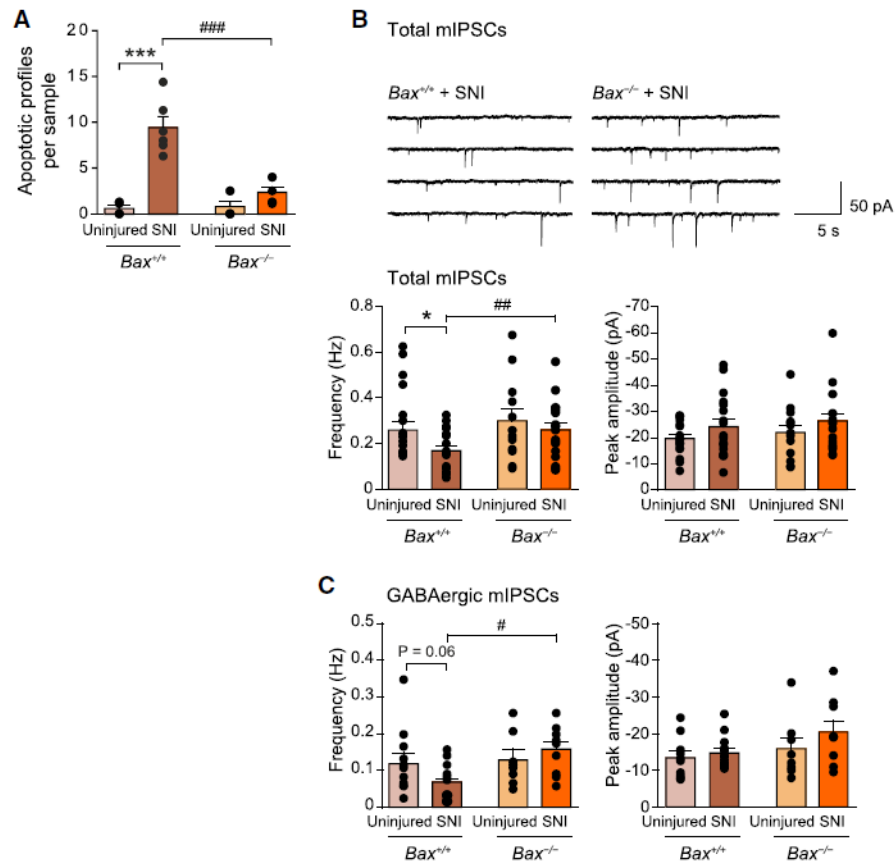 A
###
***
Apoptotic profiles
per sample
20
15
10
5
0
Uninjured SNI
Uninjured SNI
Bax+/+
Bax−/−
B
Total mIPSCs
Bax+/+ + SNI
Bax−/− + SNI
50 pA
5 s
Total mIPSCs
Frequency (Hz)
0.8
0.6
0.4
0.2
0
*
##
Uninjured SNI
Uninjured SNI
Bax+/+
Bax−/−
Peak amplitude (pA)
-70
-60
-50
-40
-30
-20
-10
0
Uninjured SNI
Uninjured SNI
Bax+/+
Bax−/−
C
GABAergic mIPSCs
Frequency (Hz)
0.5
0.4
0.3
0.2
0.1
0
#
P = 0.06
Uninjured SNI
Uninjured SNI
Bax+/+
Bax−/−
Peak amplitude (pA)
-50
-40
-30
-20
-10
0
Uninjured SNI
Uninjured SNI
Bax+/+
Bax−/−